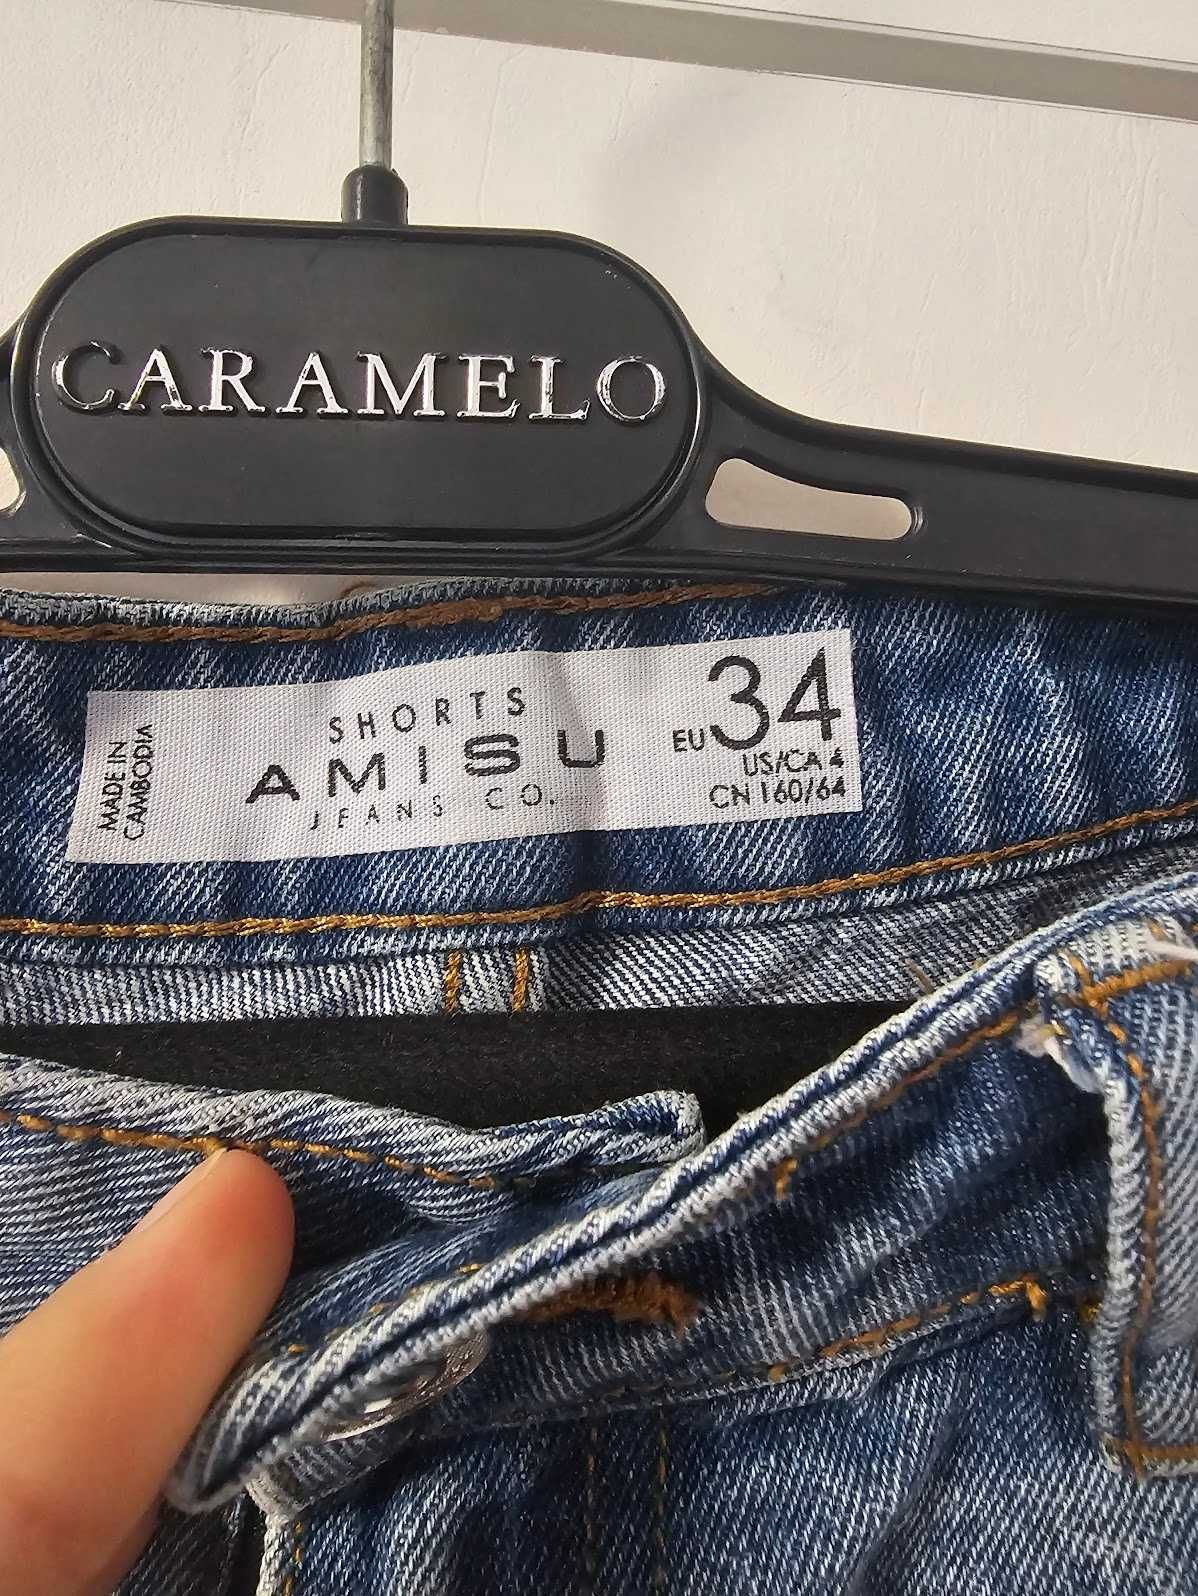 CARAMELO
MADE IN
CAMBODIA
SHORTS
AMISU
JEANS CO.
EU 34
US/CA 4
CN 160/64